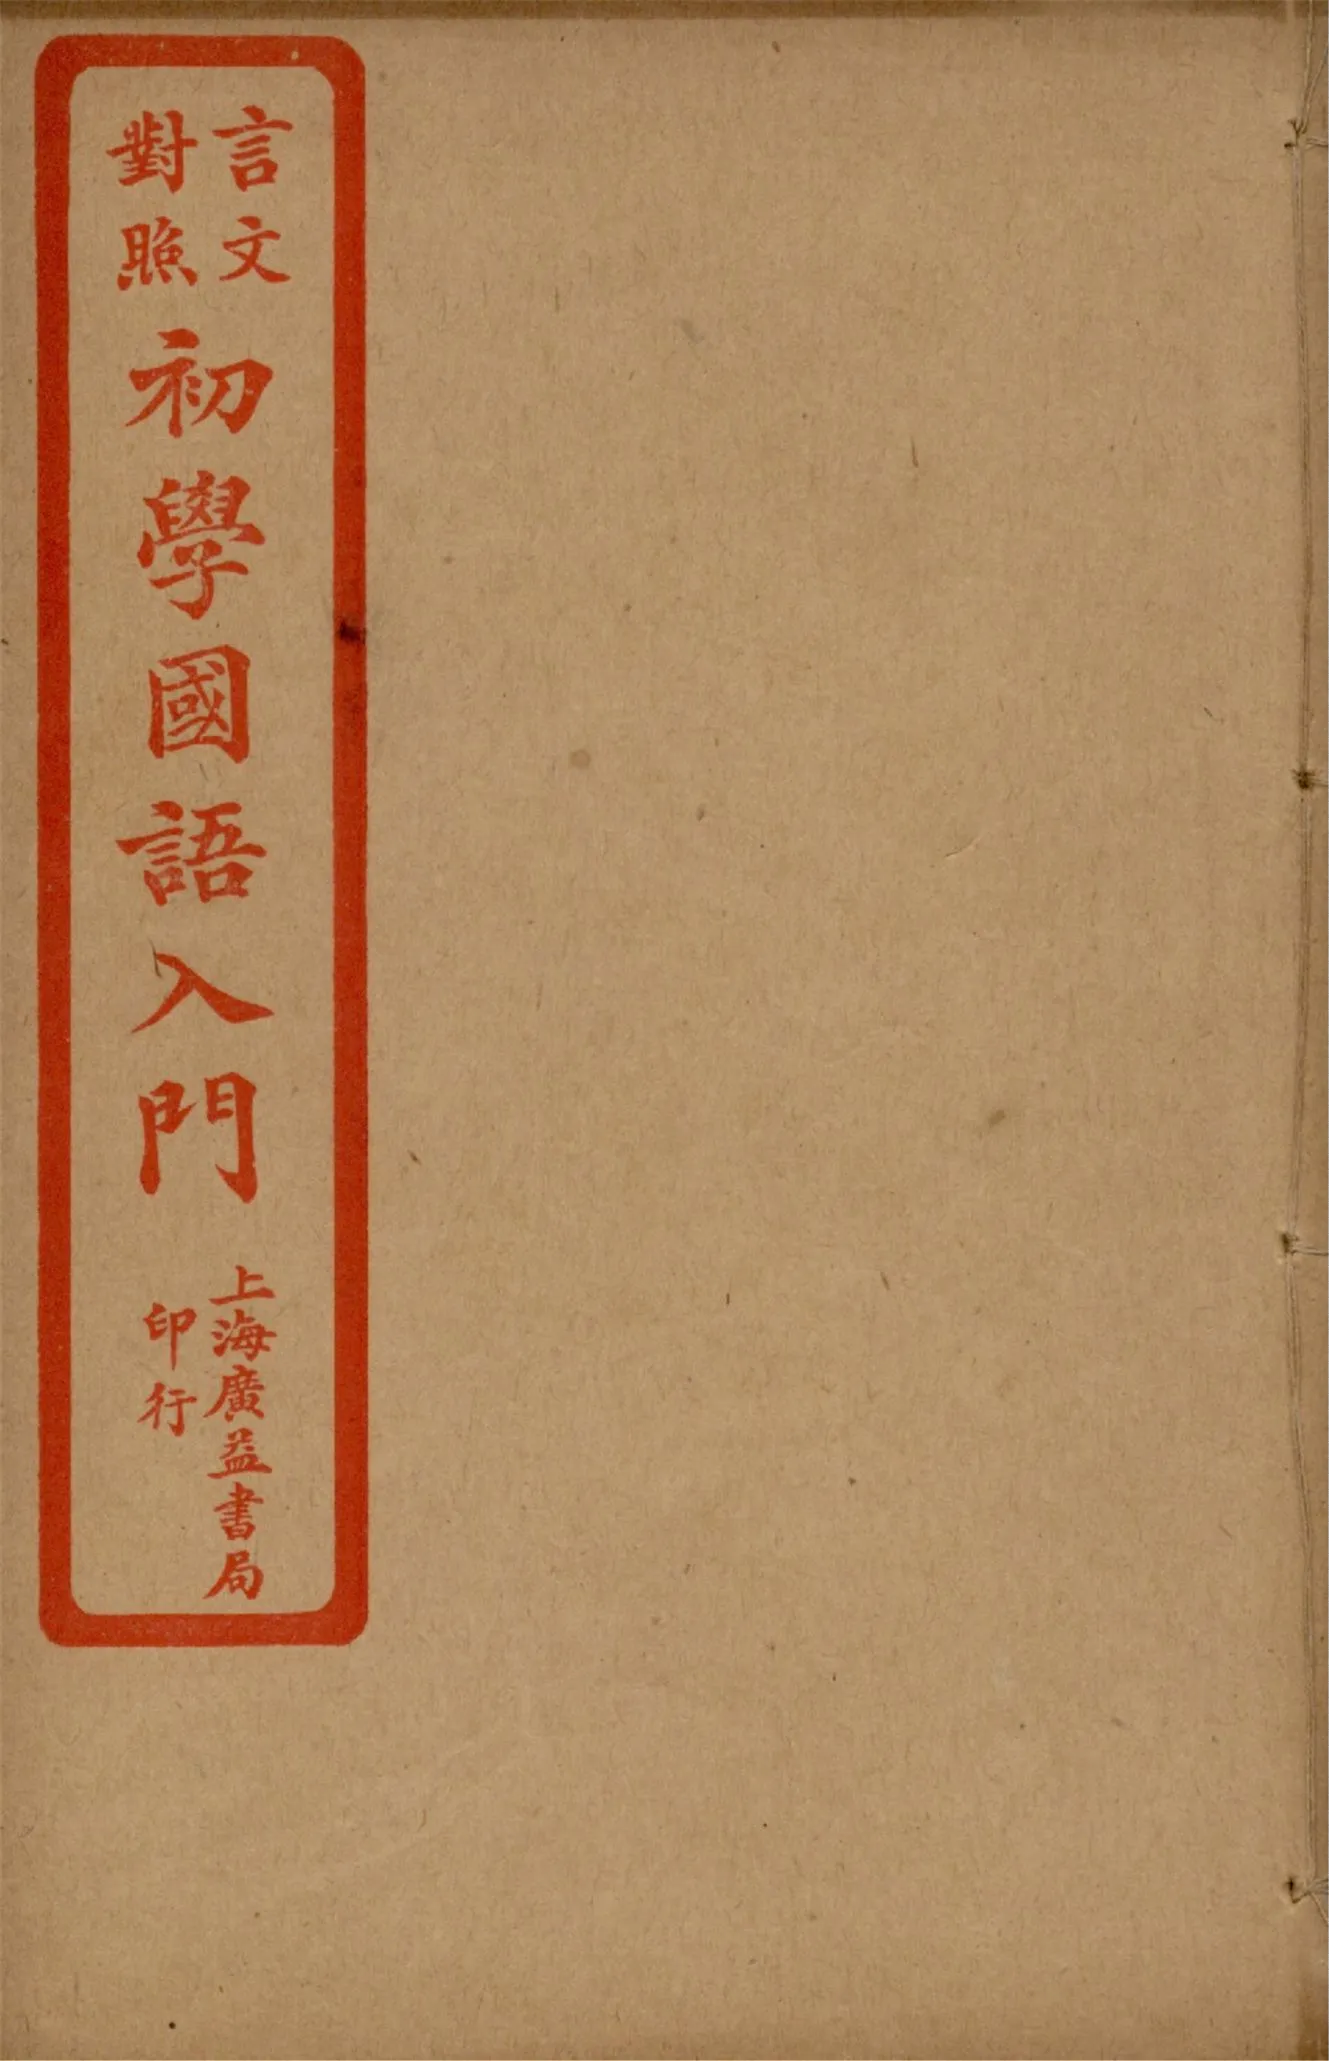 言文
對照
初學國語入門
上海廣益書局
印行